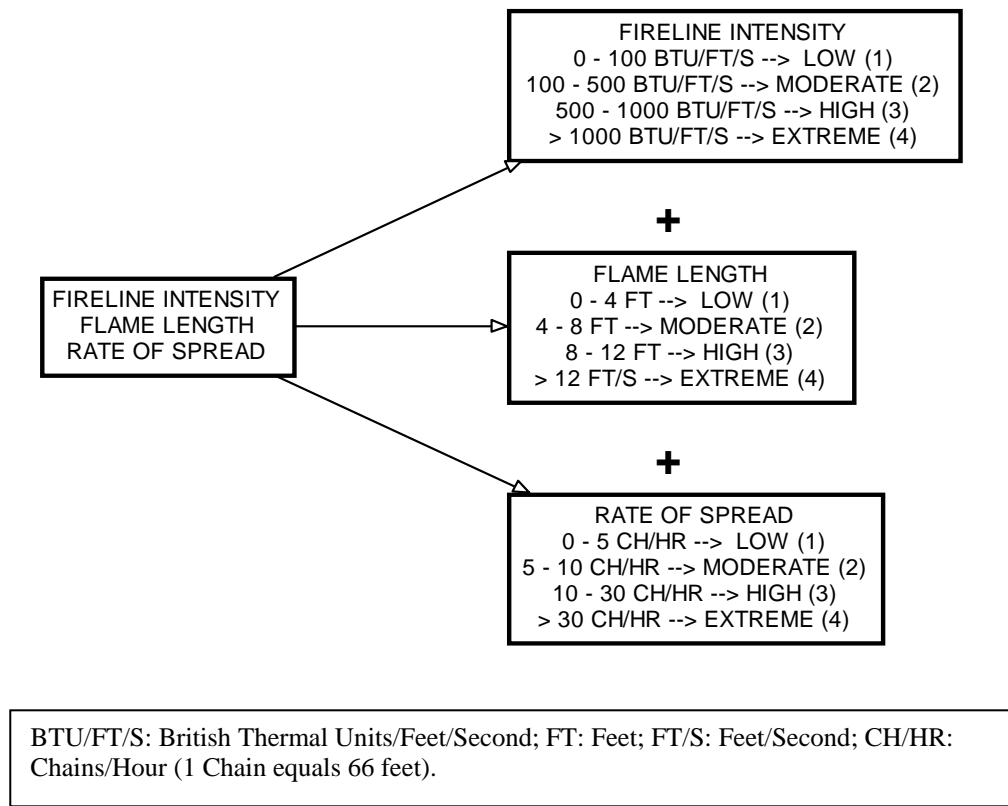 FIRELINE INTENSITY
0 - 100 BTU/FT/S --> LOW (1)
100 - 500 BTU/FT/S --> MODERATE (2)
500 - 1000 BTU/FT/S --> HIGH (3)
> 1000 BTU/FT/S --> EXTREME (4)
+
FIRELINE INTENSITY
FLAME LENGTH
RATE OF SPREAD
FLAME LENGTH
0 - 4 FT --> LOW (1)
4 - 8 FT --> MODERATE (2)
8 - 12 FT --> HIGH (3)
> 12 FT/S --> EXTREME (4)
+
RATE OF SPREAD
0 - 5 CH/HR --> LOW (1)
5 - 10 CH/HR --> MODERATE (2)
10 - 30 CH/HR --> HIGH (3)
> 30 CH/HR --> EXTREME (4)
BTU/FT/S: British Thermal Units/Feet/Second; FT: Feet; FT/S: Feet/Second; CH/HR:
Chains/Hour (1 Chain equals 66 feet).